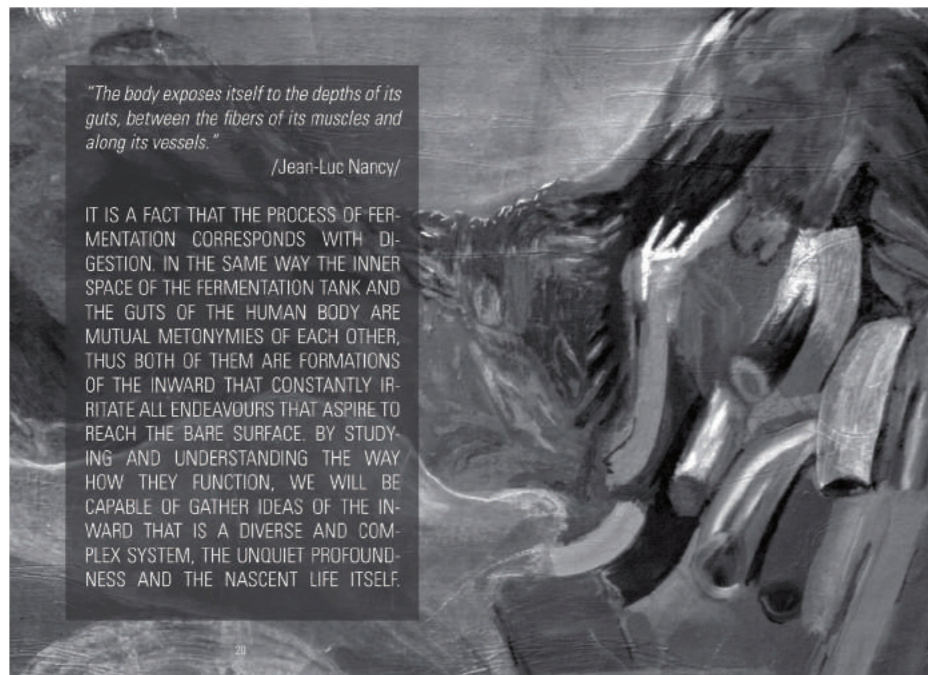 "The body exposes itself to the depths of its
guts, between the fibers of its muscles and
along its vessels."
/Jean-Luc Nancy/
IT IS A FACT THAT THE PROCESS OF FER-
MENTATION CORRESPONDS WITH DI-
GESTION. IN THE SAME WAY THE INNER
SPACE OF THE FERMENTATION TANK AND
THE GUTS OF THE HUMAN BODY ARE
MUTUAL METONYMIES OF EACH OTHER,
THUS BOTH OF THEM ARE FORMATIONS
OF THE INWARD THAT CONSTANTLY IR-
RITATE ALL ENDEAVOURS THAT ASPIRE TO
REACH THE BARE SURFACE. BY STUDY-
ING AND UNDERSTANDING THE WAY
HOW THEY FUNCTION, WE WILL BE
CAPABLE OF GATHER IDEAS OF THE IN-
WARD THAT IS A DIVERSE AND COM-
PLEX SYSTEM, THE UNQUIET PROFOUND-
NESS AND THE NASCENT LIFE ITSELF.
20